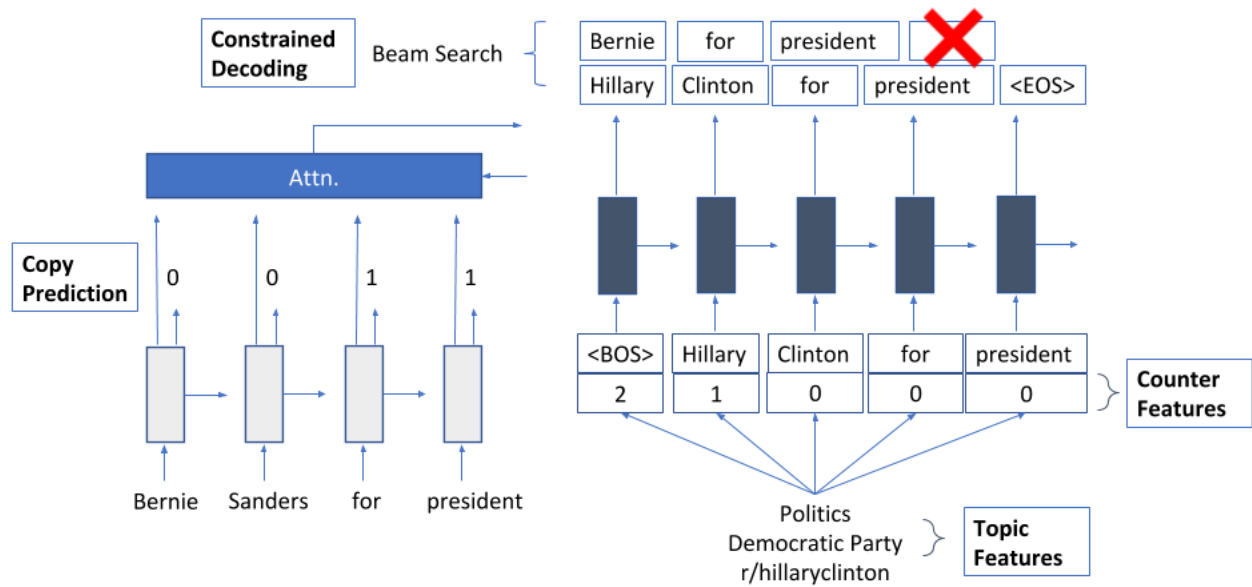 Constrained
Decoding
Beam Search
Bernie for president
Hillary Clinton for president <EOS>
Attn.
Copy
Prediction
0 0 1 1
<BOS> Hillary Clinton for president
2 1 0 0 0
Counter
Features
Bernie Sanders for president
Politics
Democratic Party
r/hillaryclinton
Topic
Features